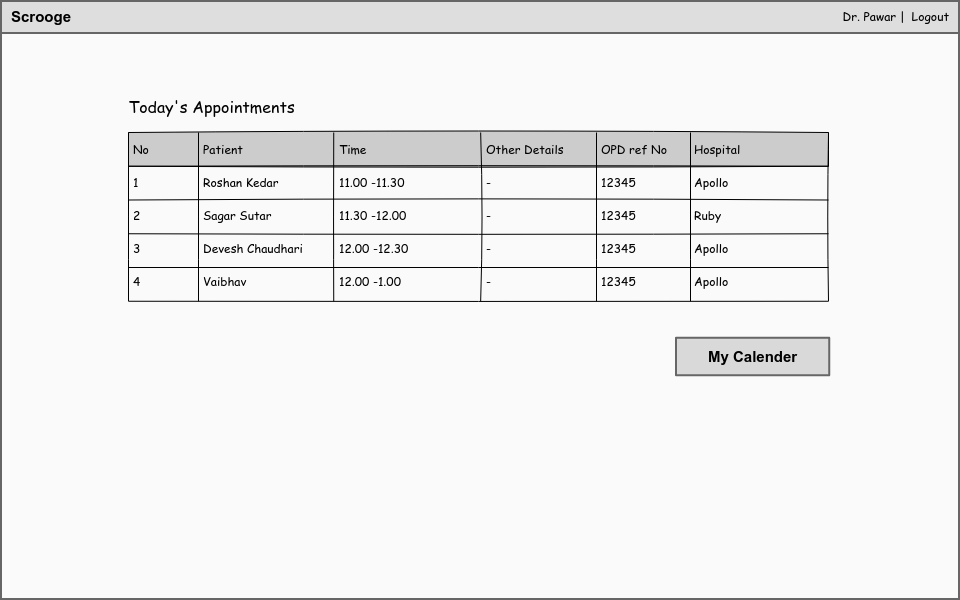 Scrooge Dr. Pawar | Logout
Today's Appointments
No Patient Time Other Details OPD ref No Hospital
1 Roshan Kedar 11.00 -11.30 - 12345 Apollo
2 Sagar Sutar 11.30 -12.00 - 12345 Ruby
3 Devesh Chaudhari 12.00 -12.30 - 12345 Apollo
4 Vaibhav 12.00 -1.00 - 12345 Apollo
My Calender